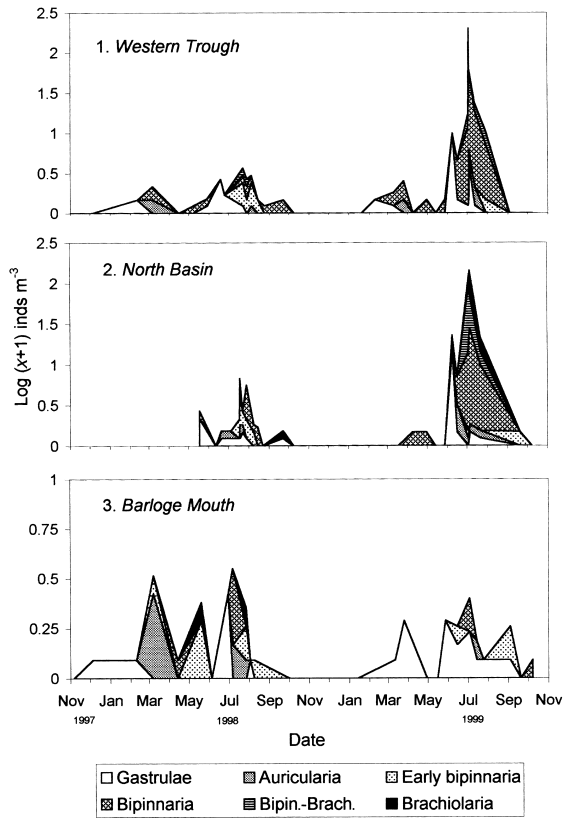 2.5
1. Western Trough
2
1.5
1
0.5
0
2.5
2. North Basin
2
1.5
1
0.5
0
Log (x+1) inds m⁻³
1
3. Barloge Mouth
0.75
0.5
0.25
0
Nov Jan Mar May Jul Sep Nov Jan Mar May Jul Sep Nov
1997 1998 1999
Date
Gastrulae Auricularia Early bipinnaria
Bipinnaria Bipin.-Brach. Brachiolaria